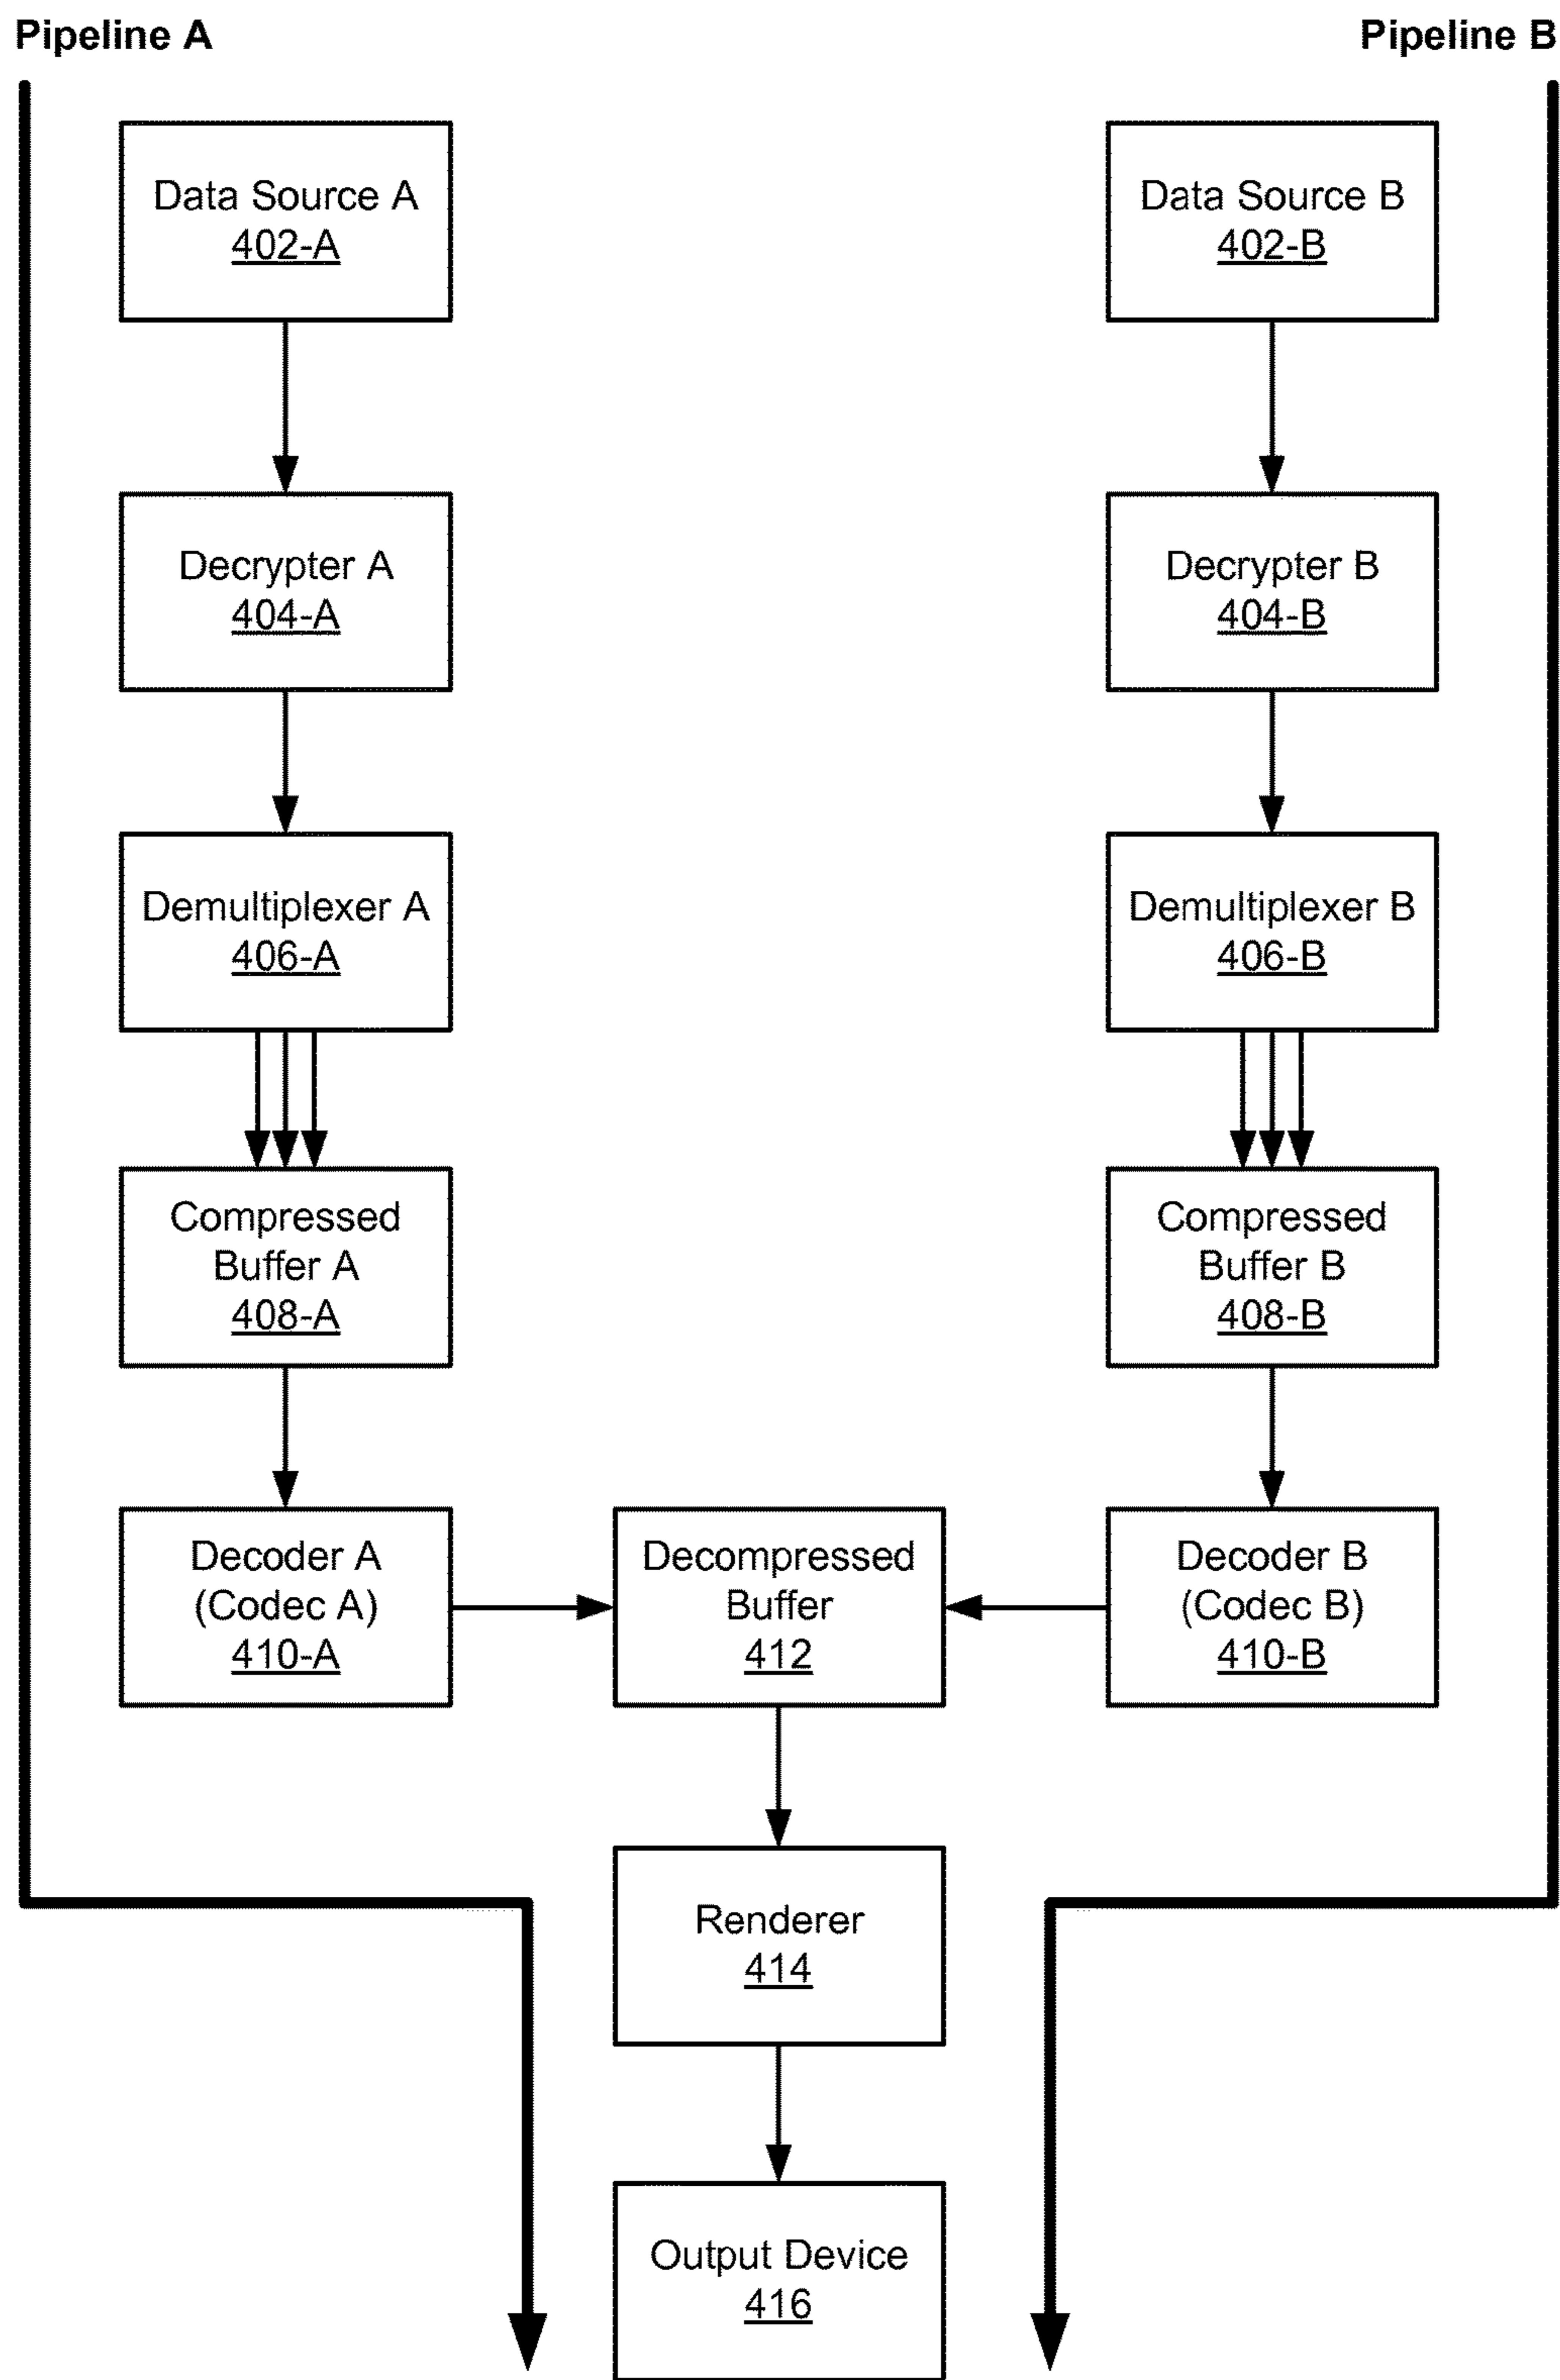 Pipeline A
Pipeline B
Data Source A
402-A
Data Source B
402-B
Decrypter A
404-A
Decrypter B
404-B
Demultiplexer A
406-A
Demultiplexer B
406-B
Compressed
Buffer A
408-A
Compressed
Buffer B
408-B
Decoder A
(Codec A)
410-A
Decompressed
Buffer
412
Decoder B
(Codec B)
410-B
Renderer
414
Output Device
416